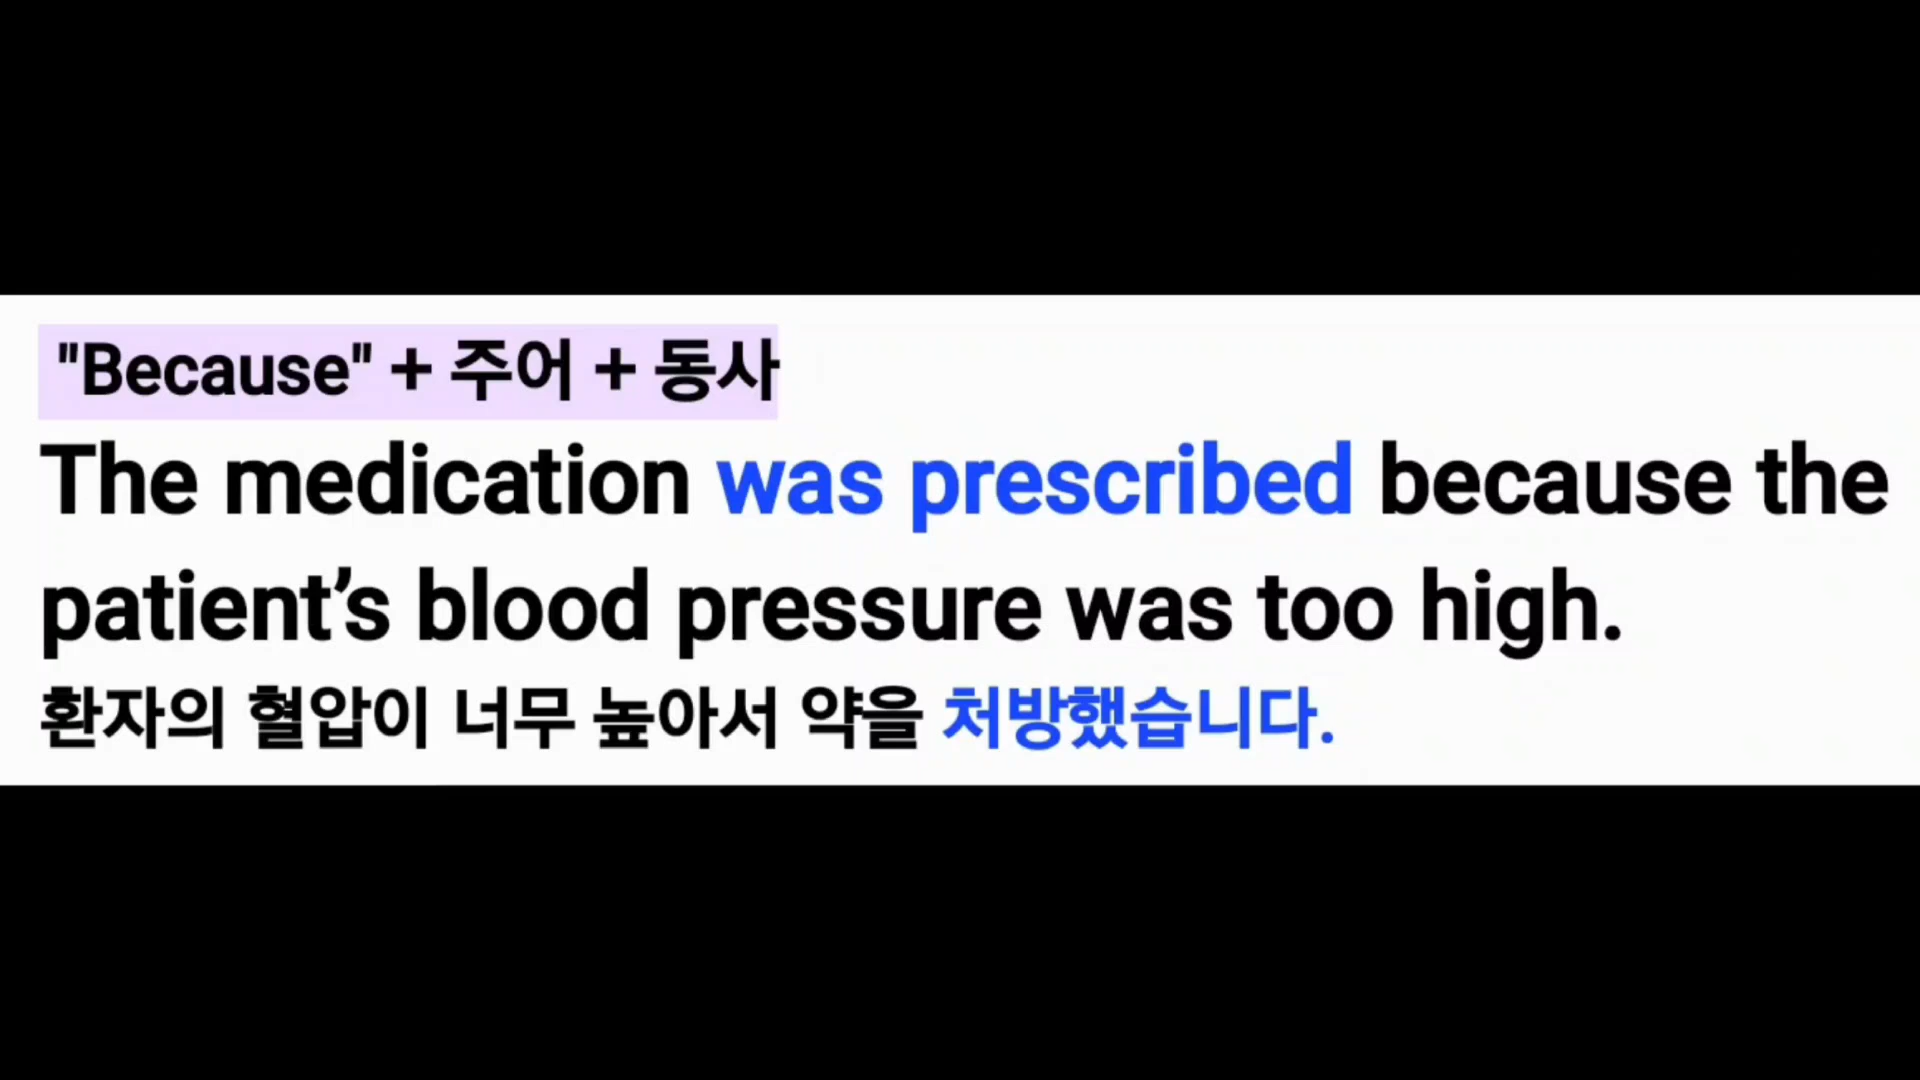 "Because" + 주어 + 동사
The medication was prescribed because the
patient’s blood pressure was too high.
환자의 혈압이 너무 높아서 약을 처방했습니다.